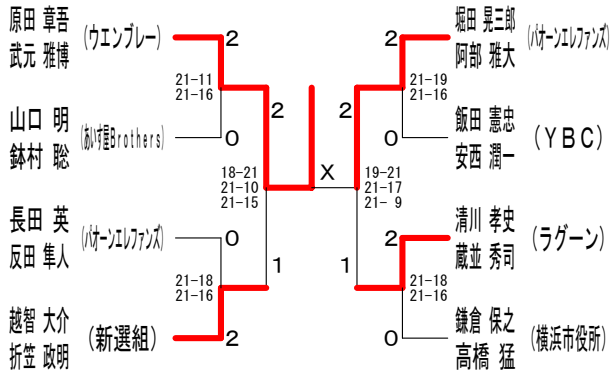 原田 章吾
武元 雅博
(ウエンブレー)
2
21-11
21-16
山口 明
鉢村 聡
(あいず屋Brothers)
0
18-21
21-10
21-15
2
長田 英
反田 隼人
(パオーンエレファンズ)
0
21-18
21-16
1
越智 大介
折笠 政明
(新選組)
2
X
堀田 晃三郎
阿部 雅大
(パオーンエレファンズ)
2
21-19
21-16
飯田 憲忠
安西 潤一
(YBC)
0
2
19-21
21-17
21- 9
清川 孝史
蔵並 秀司
(ラグーン)
2
21-18
21-16
1
鎌倉 保之
高橋 猛
(横浜市役所)
0